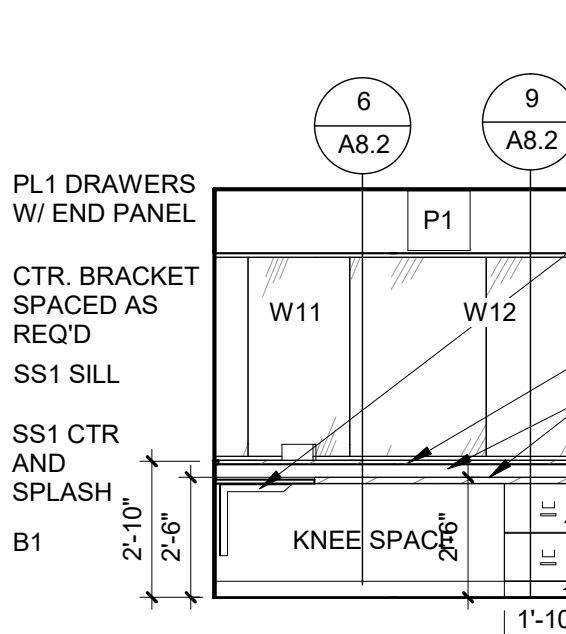 6
A8.2
9
A8.2
PL1 DRAWERS
W/ END PANEL
P1
CTR. BRACKET
SPACED AS
REQ'D
W11
W12
SS1 SILL
SS1 CTR
AND
SPLASH
B1
2'-10"
2'-6"
KNEE SPACE
2'-6"
1'-10